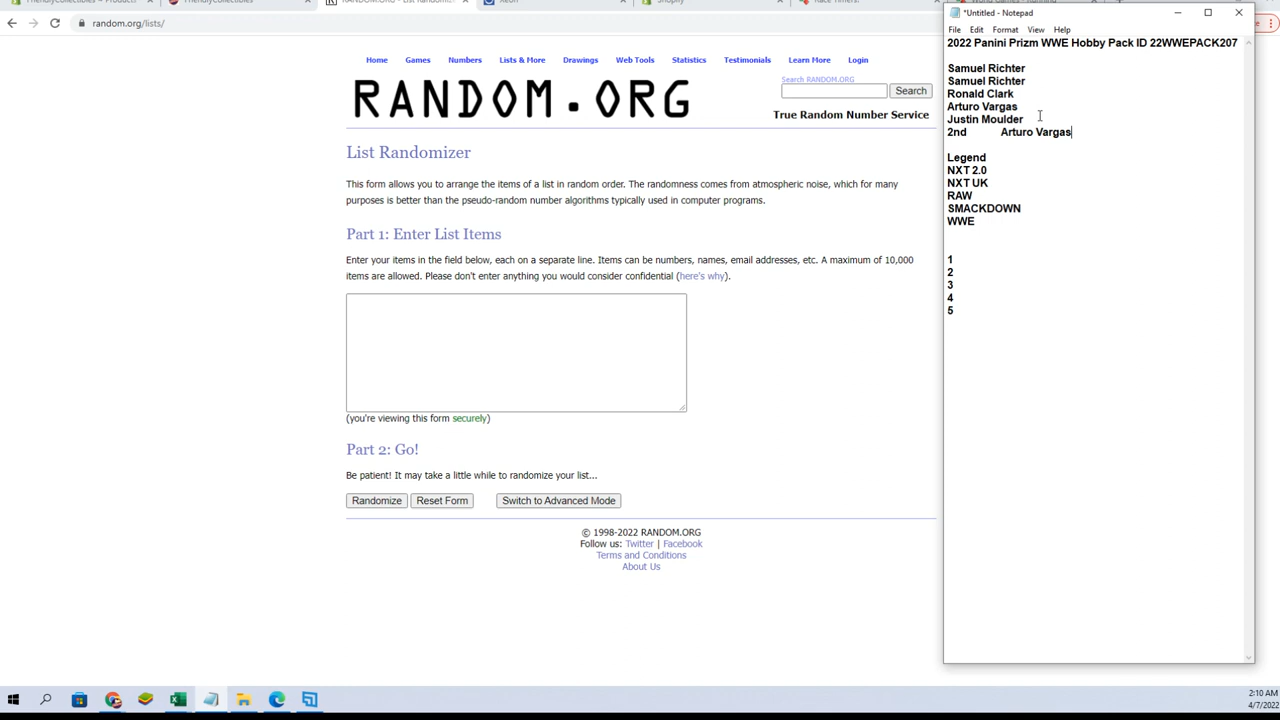 random.org/lists/
Home Games Numbers Lists & More Drawings Web Tools Statistics Testimonials Learn More Login
Search RANDOM.ORG
Search
RANDOM.ORG
True Random Number Service
List Randomizer
This form allows you to arrange the items of a list in random order. The randomness comes from atmospheric noise, which for many
purposes is better than the pseudo-random number algorithms typically used in computer programs.
Part 1: Enter List Items
Enter your items in the field below, each on a separate line. Items can be numbers, names, email addresses, etc. A maximum of 10,000
items are allowed. Please don't enter anything you would consider confidential (here's why).
(you're viewing this form securely)
Part 2: Go!
Be patient! It may take a little while to randomize your list...
Randomize Reset Form Switch to Advanced Mode
© 1998-2022 RANDOM.ORG
Follow us: Twitter | Facebook
Terms and Conditions
About Us
*Untitled - Notepad
File Edit Format View Help
2022 Panini Prizm WWE Hobby Pack ID 22WWEPACK207
Samuel Richter
Samuel Richter
Ronald Clark
Arturo Vargas
Justin Moulder
2nd Arturo Vargas
Legend
NXT 2.0
NXT UK
RAW
SMACKDOWN
WWE
1
2
3
4
5
2:10 AM
4/7/2022